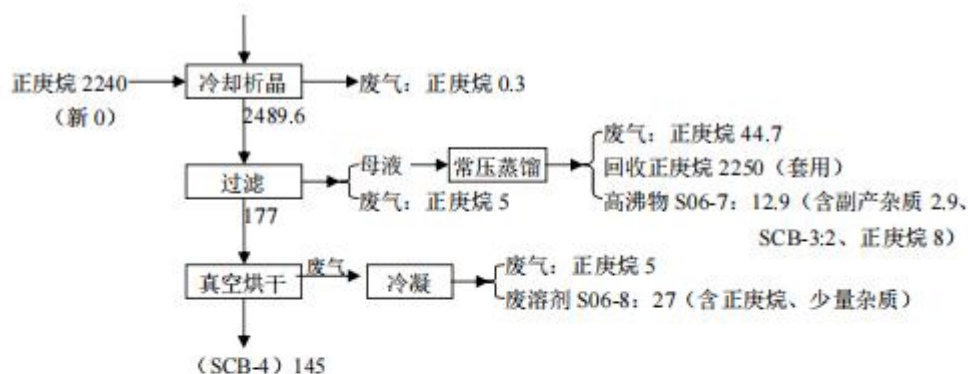 正庚烷 2240
（新 0）
冷却析晶
废气：正庚烷 0.3
2489.6
过滤
母液
废气：正庚烷 5
常压蒸馏
废气：正庚烷 44.7
回收正庚烷 2250（套用）
高沸物 S06-7：12.9（含副产杂质 2.9、
SCB-3:2、正庚烷 8）
177
真空烘干
废气
冷凝
废气：正庚烷 5
废溶剂 S06-8：27（含正庚烷、少量杂质）
（SCB-4）145